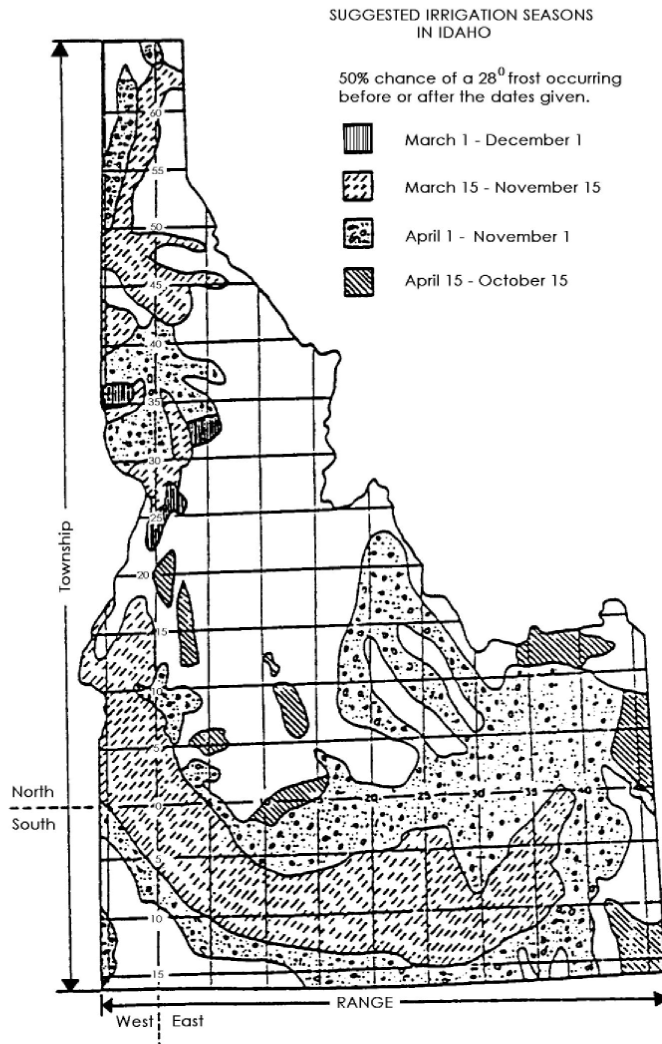 SUGGESTED IRRIGATION SEASONS
IN IDAHO
50% chance of a 28⁰ frost occurring
before or after the dates given.
March 1 - December 1
March 15 - November 15
April 1 - November 1
April 15 - October 15
60
55
50
45
40
35
30
25
Township
20
15
10
5
North
0 20 25 30 35 40
South
5
10
15
RANGE
West East